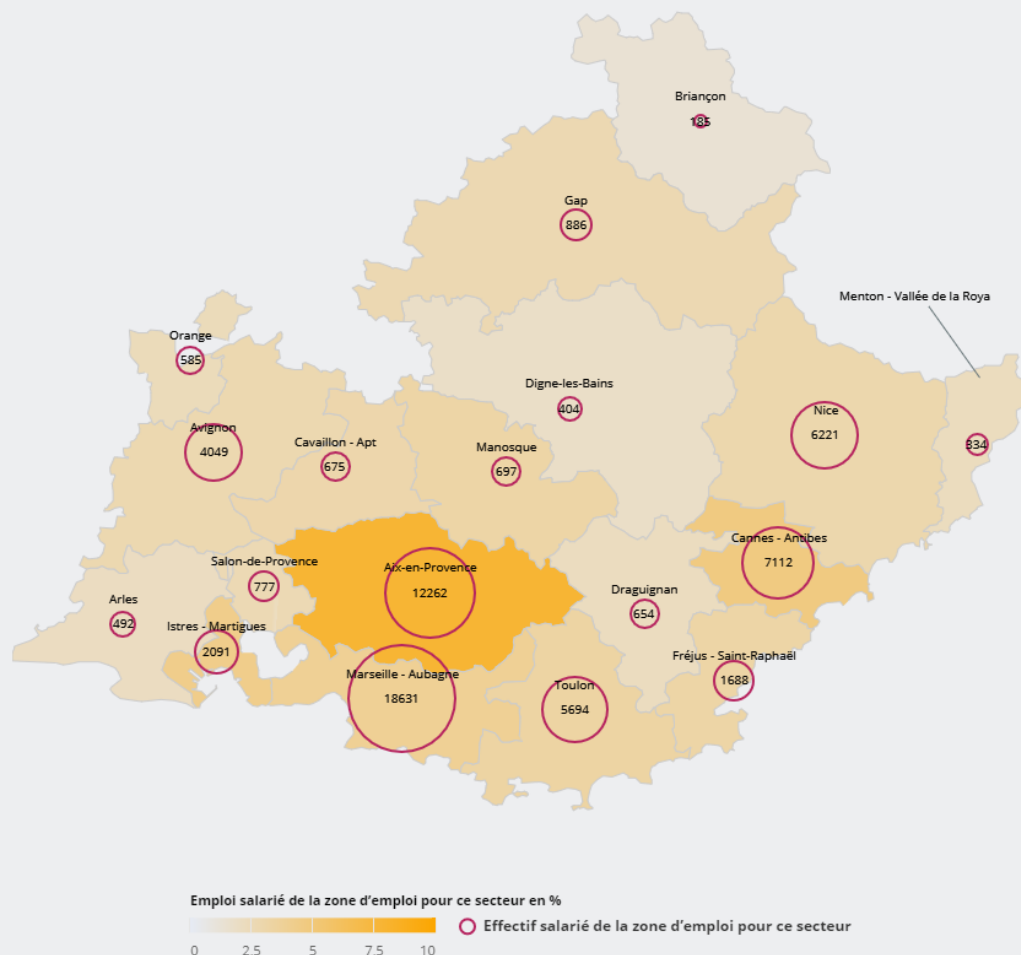 Briançon
185
Gap
886
Menton - Vallée de la Roya
Orange
585
Digne-les-Bains
404
Nice
6221
334
Avignon
4049
Cavaillon - Apt
675
Manosque
697
Cannes - Antibes
7112
Salon-de-Provence
777
Aix-en-Provence
12262
Draguignan
654
Arles
492
Istres - Martigues
2091
Marseille - Aubagne
18631
Toulon
5694
Fréjus - Saint-Raphaël
1688
Emploi salarié de la zone d’emploi pour ce secteur en %
Effectif salarié de la zone d’emploi pour ce secteur
0 2.5 5 7.5 10